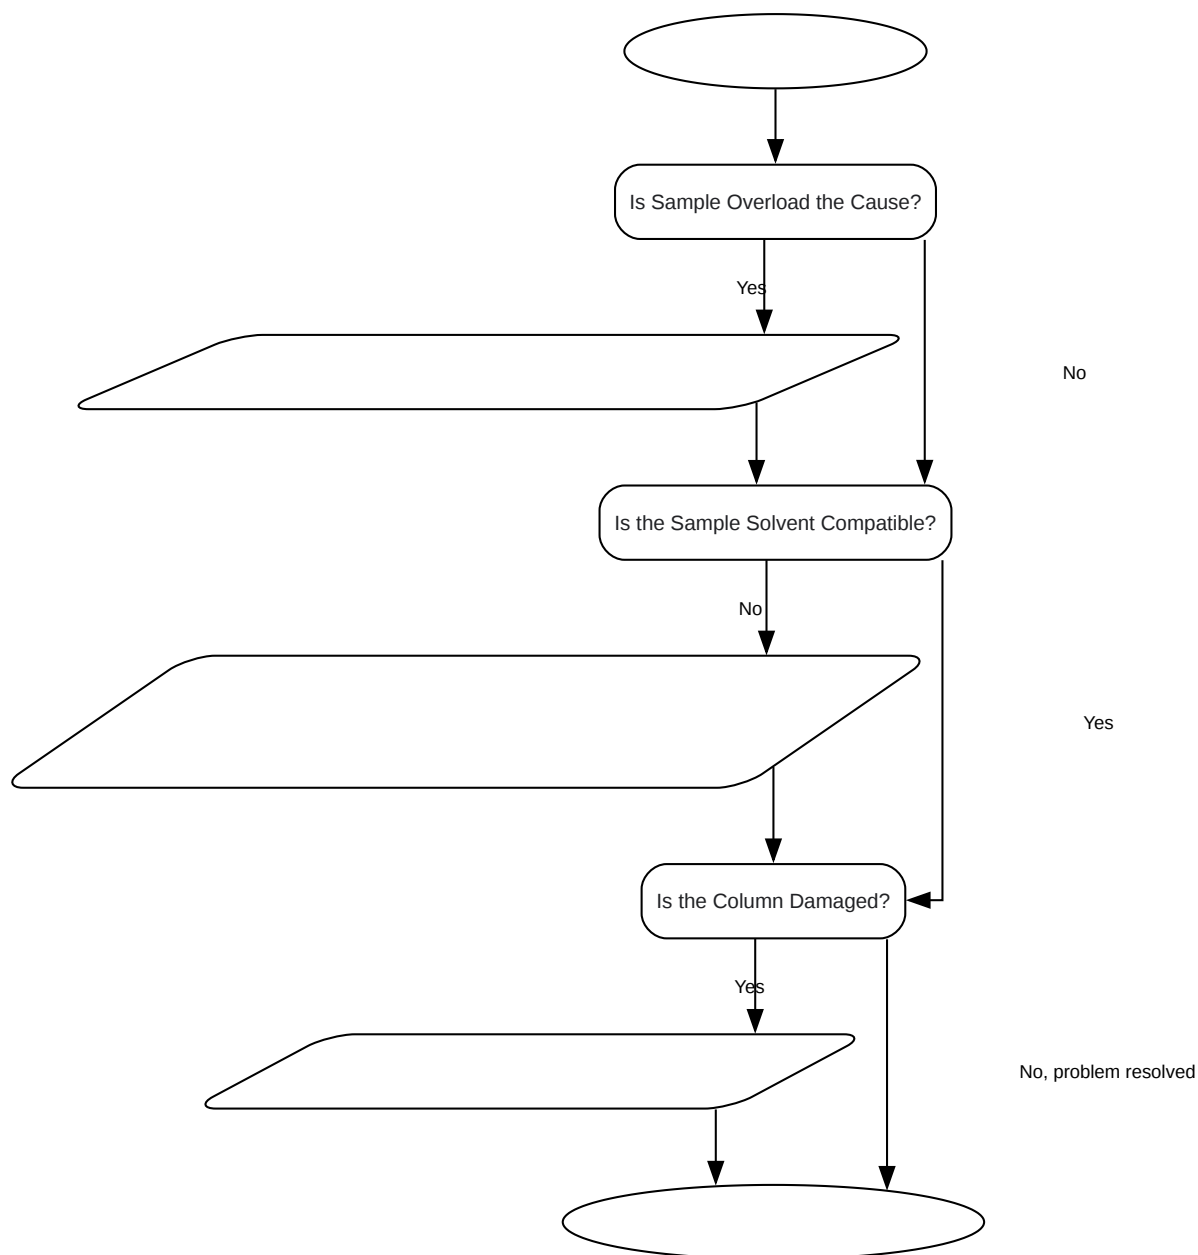 Is Sample Overload the Cause?
Yes
No
Is the Sample Solvent Compatible?
No
Yes
Is the Column Damaged?
Yes
No, problem resolved